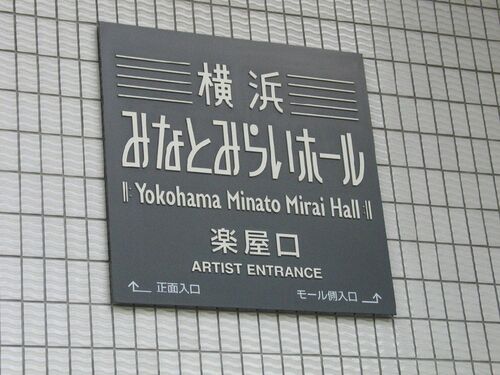 横浜
みなとみらいホール
Yokohama Minato Mirai Hall
楽屋口
ARTIST ENTRANCE
正面入口
モール側入口